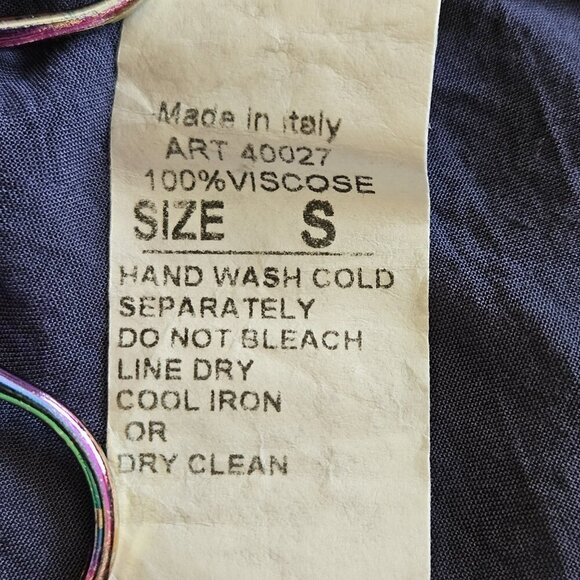 Made in Italy
ART 40027
100%VISCOSE
SIZE S
HAND WASH COLD
SEPARATELY
DO NOT BLEACH
LINE DRY
COOL IRON
OR
DRY CLEAN